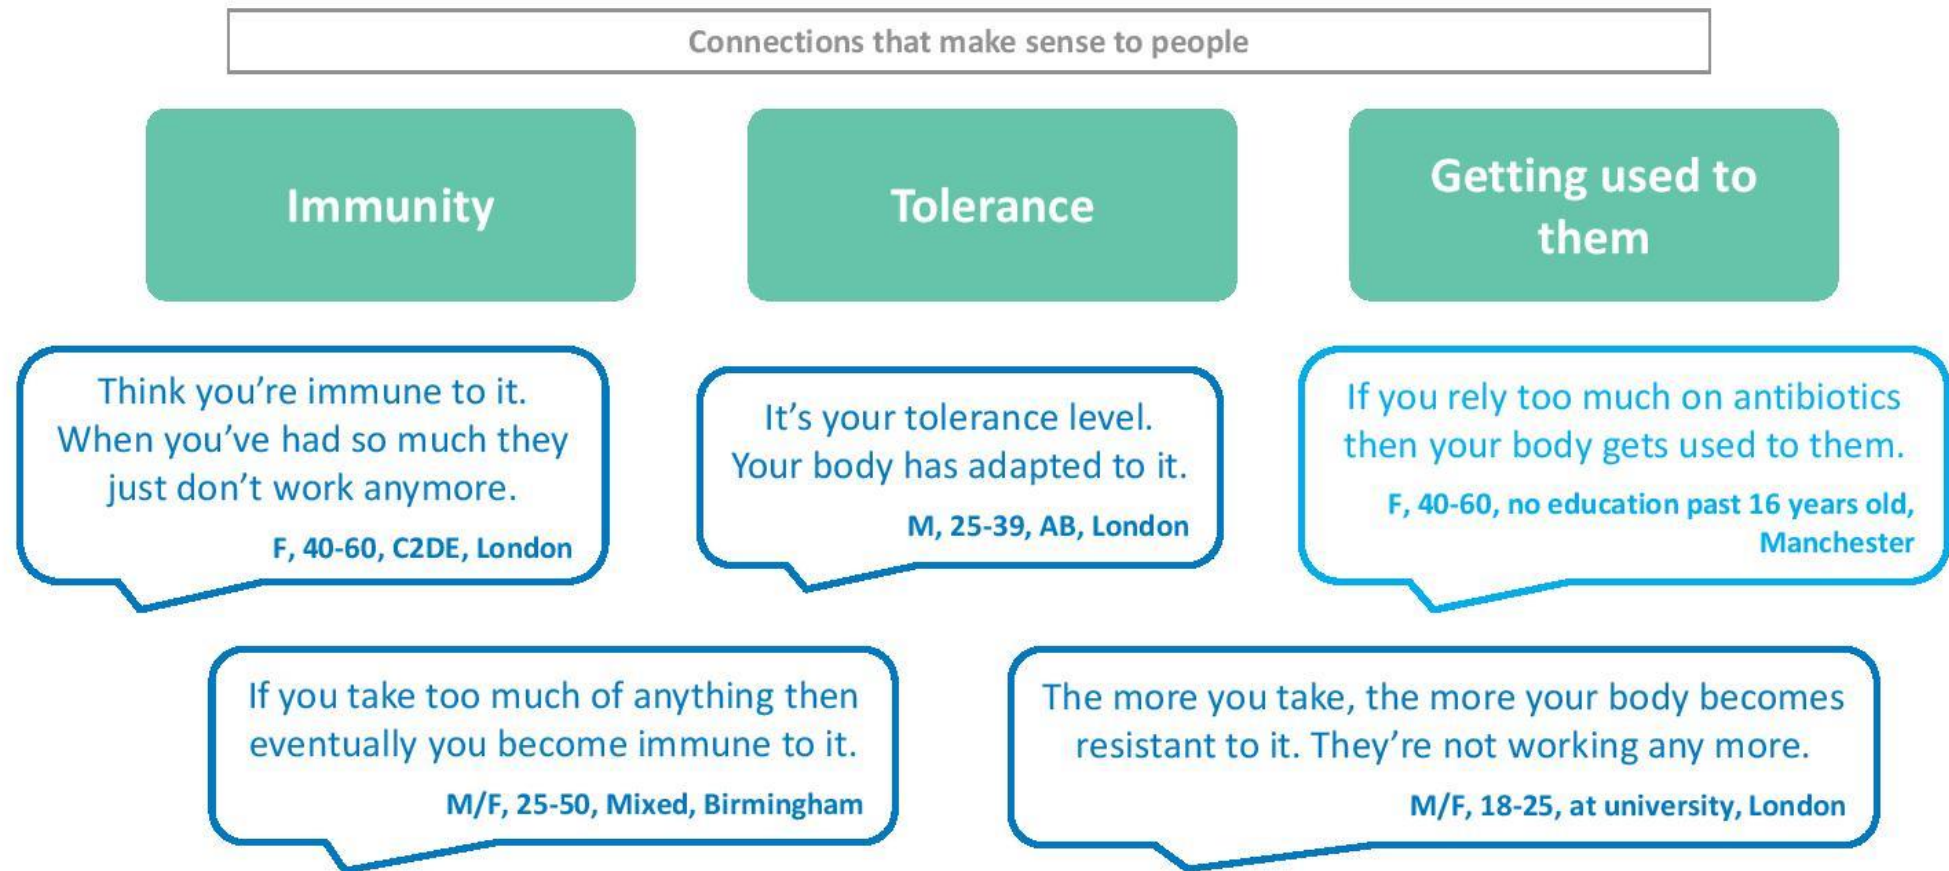 Connections that make sense to people
Immunity
Tolerance
Getting used to
them
Think you’re immune to it.
When you’ve had so much they
just don’t work anymore.
F, 40-60, C2DE, London
It’s your tolerance level.
Your body has adapted to it.
M, 25-39, AB, London
If you rely too much on antibiotics
then your body gets used to them.
F, 40-60, no education past 16 years old,
Manchester
If you take too much of anything then
eventually you become immune to it.
M/F, 25-50, Mixed, Birmingham
The more you take, the more your body becomes
resistant to it. They’re not working any more.
M/F, 18-25, at university, London